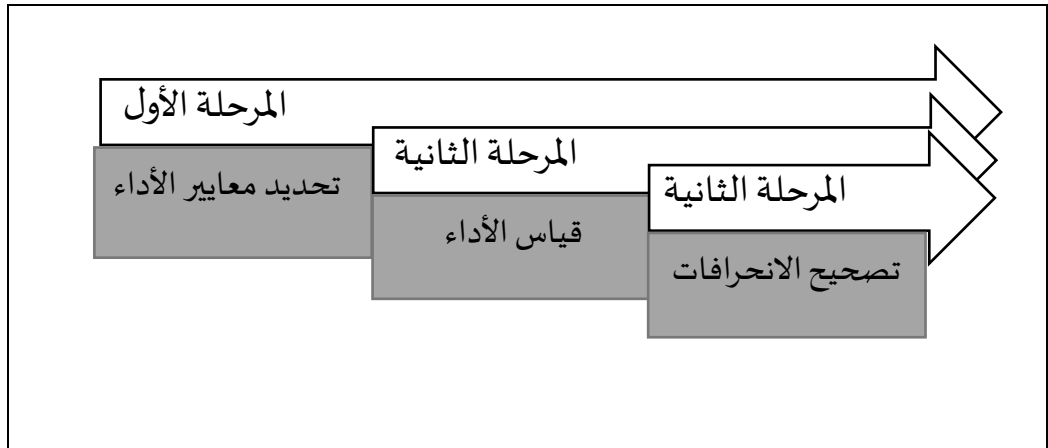 المرحلة الأول
تحديد معايير الأداء
المرحلة الثانية
قياس الأداء
المرحلة الثانية
تصحيح الانحرافات